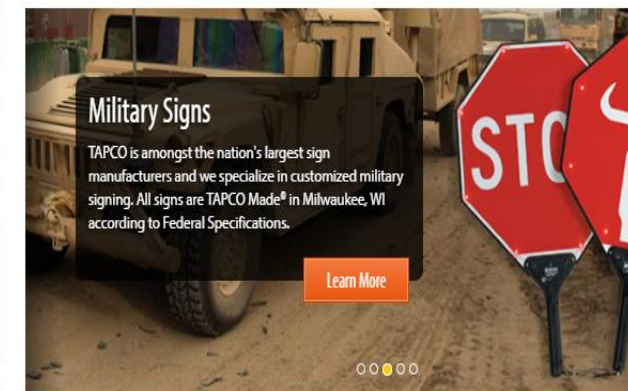 Military Signs
TAPCO is amongst the nation's largest sign
manufacturers and we specialize in customized military
signing. All signs are TAPCO Made® in Milwaukee, WI
according to Federal Specifications.
Learn More
STO